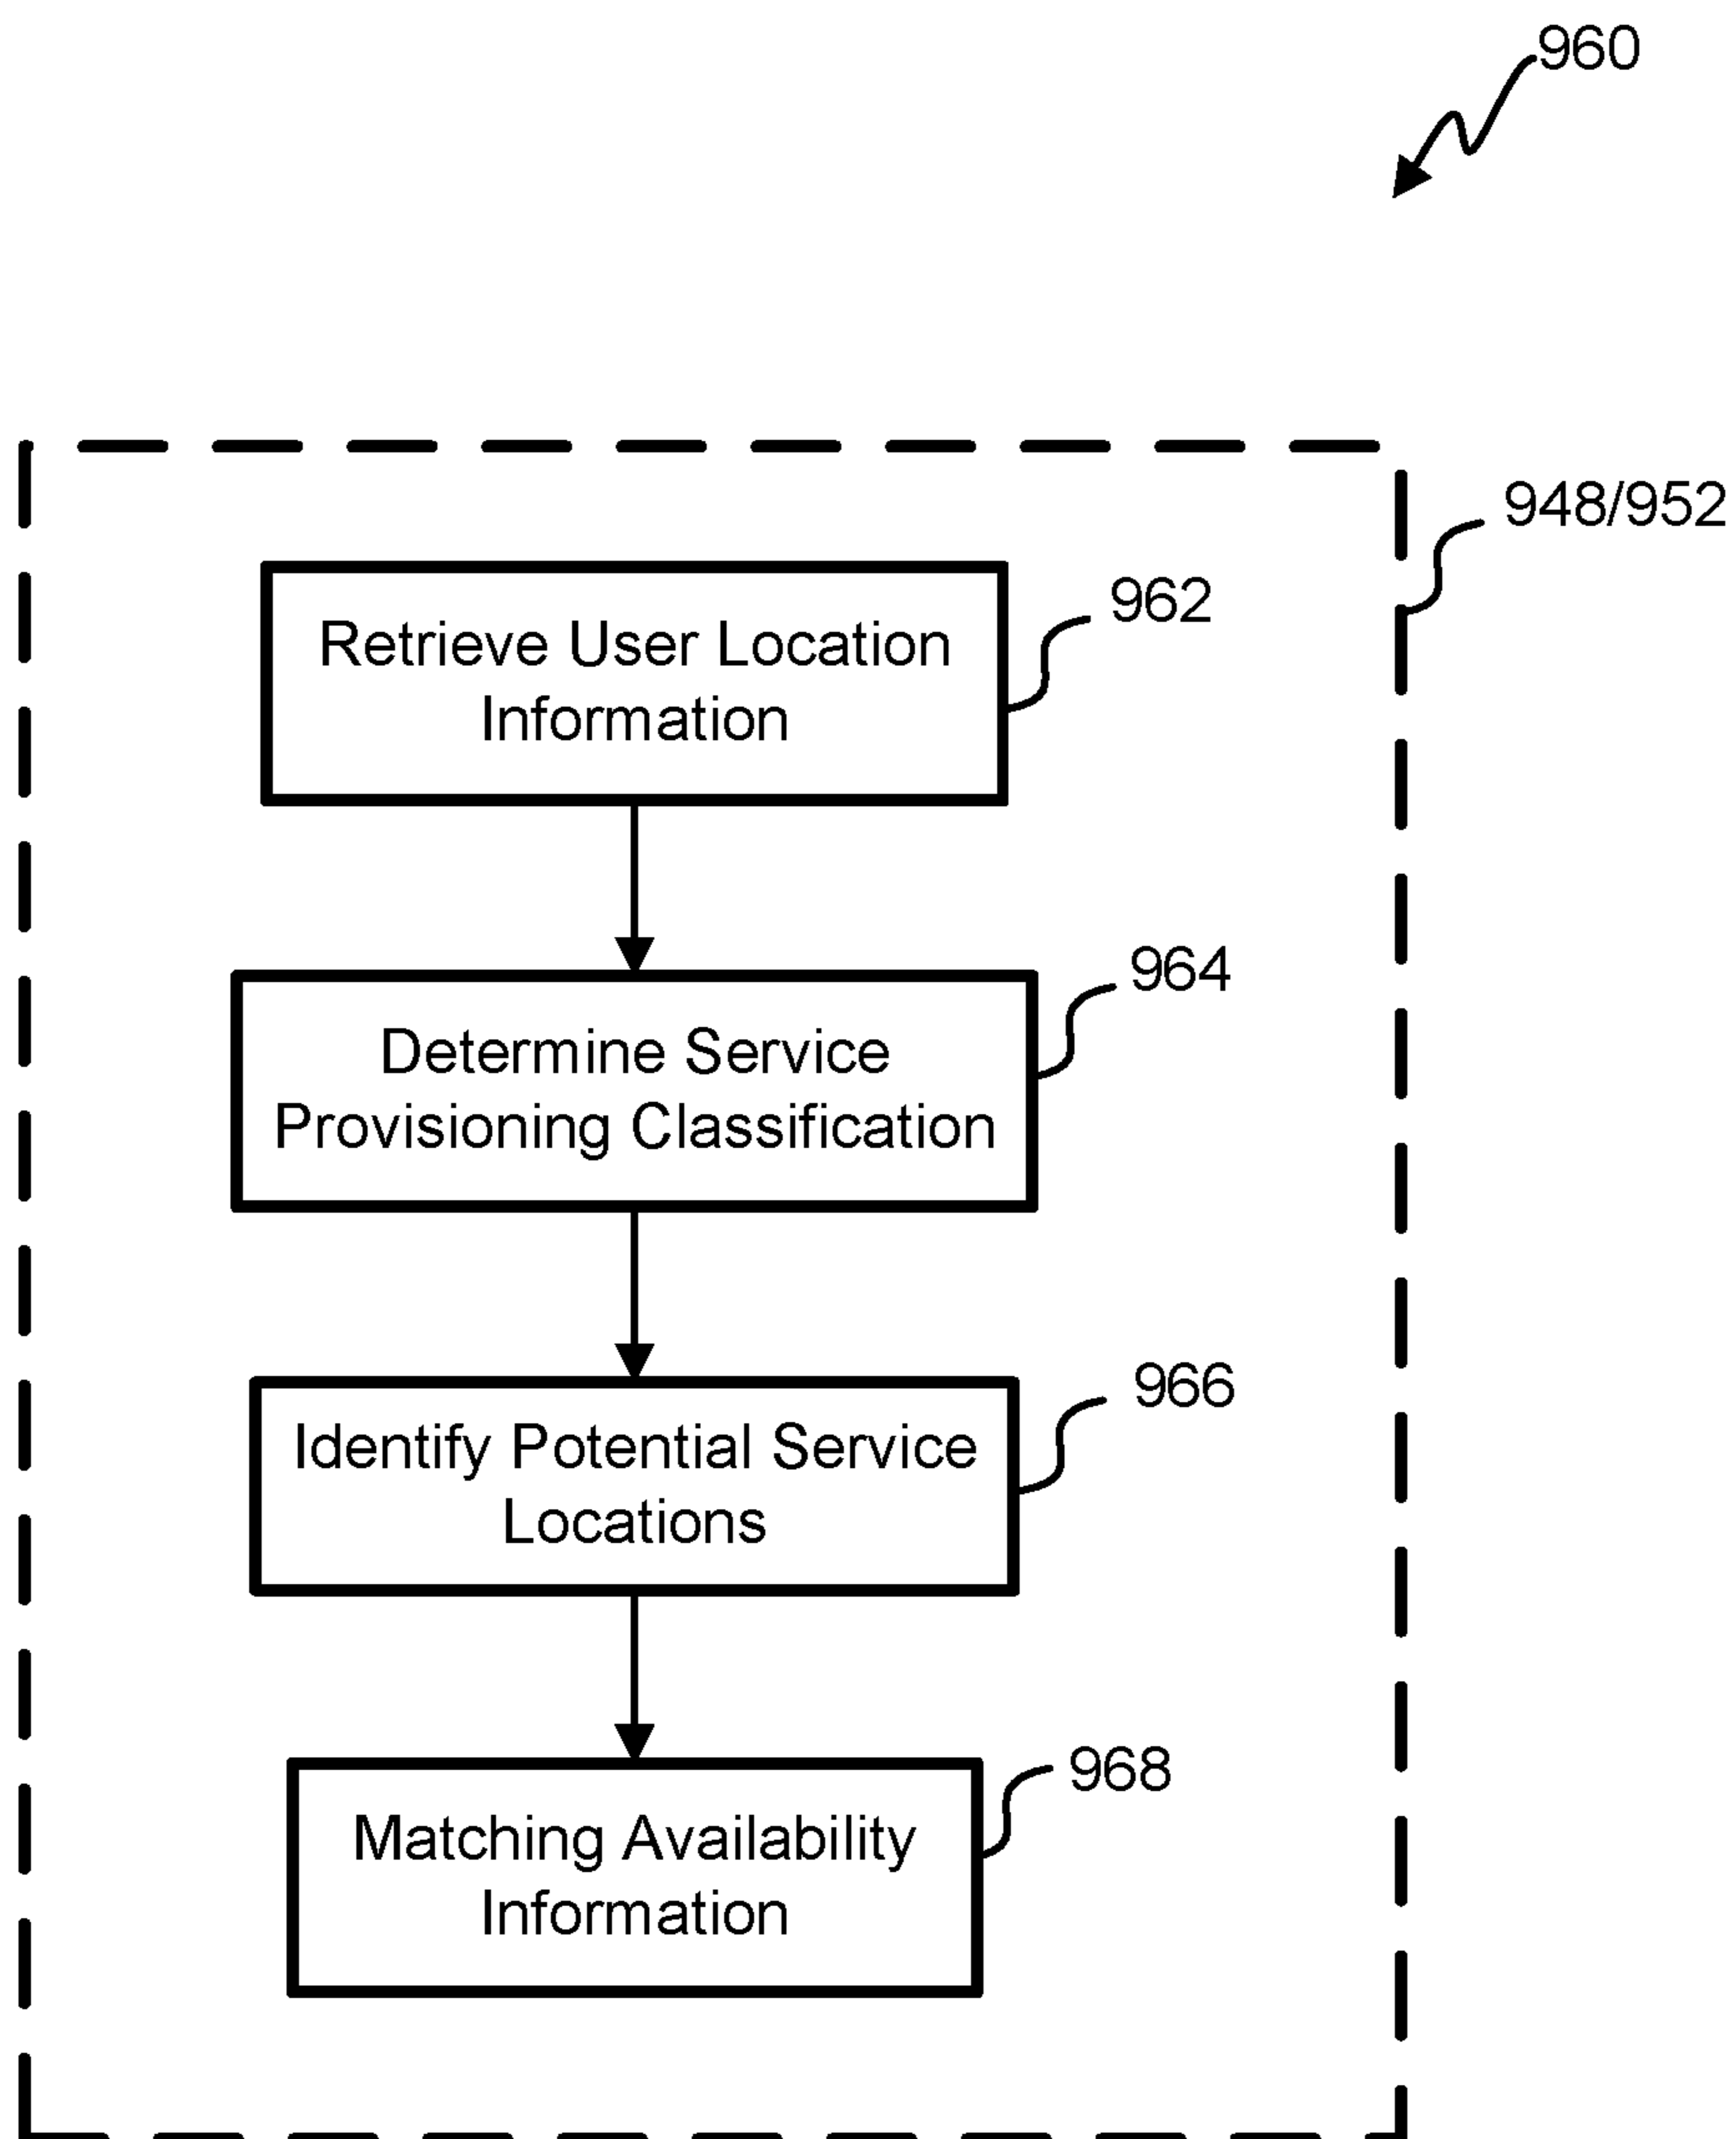 960
948/952
962
Retrieve User Location
Information
964
Determine Service
Provisioning Classification
966
Identify Potential Service
Locations
968
Matching Availability
Information